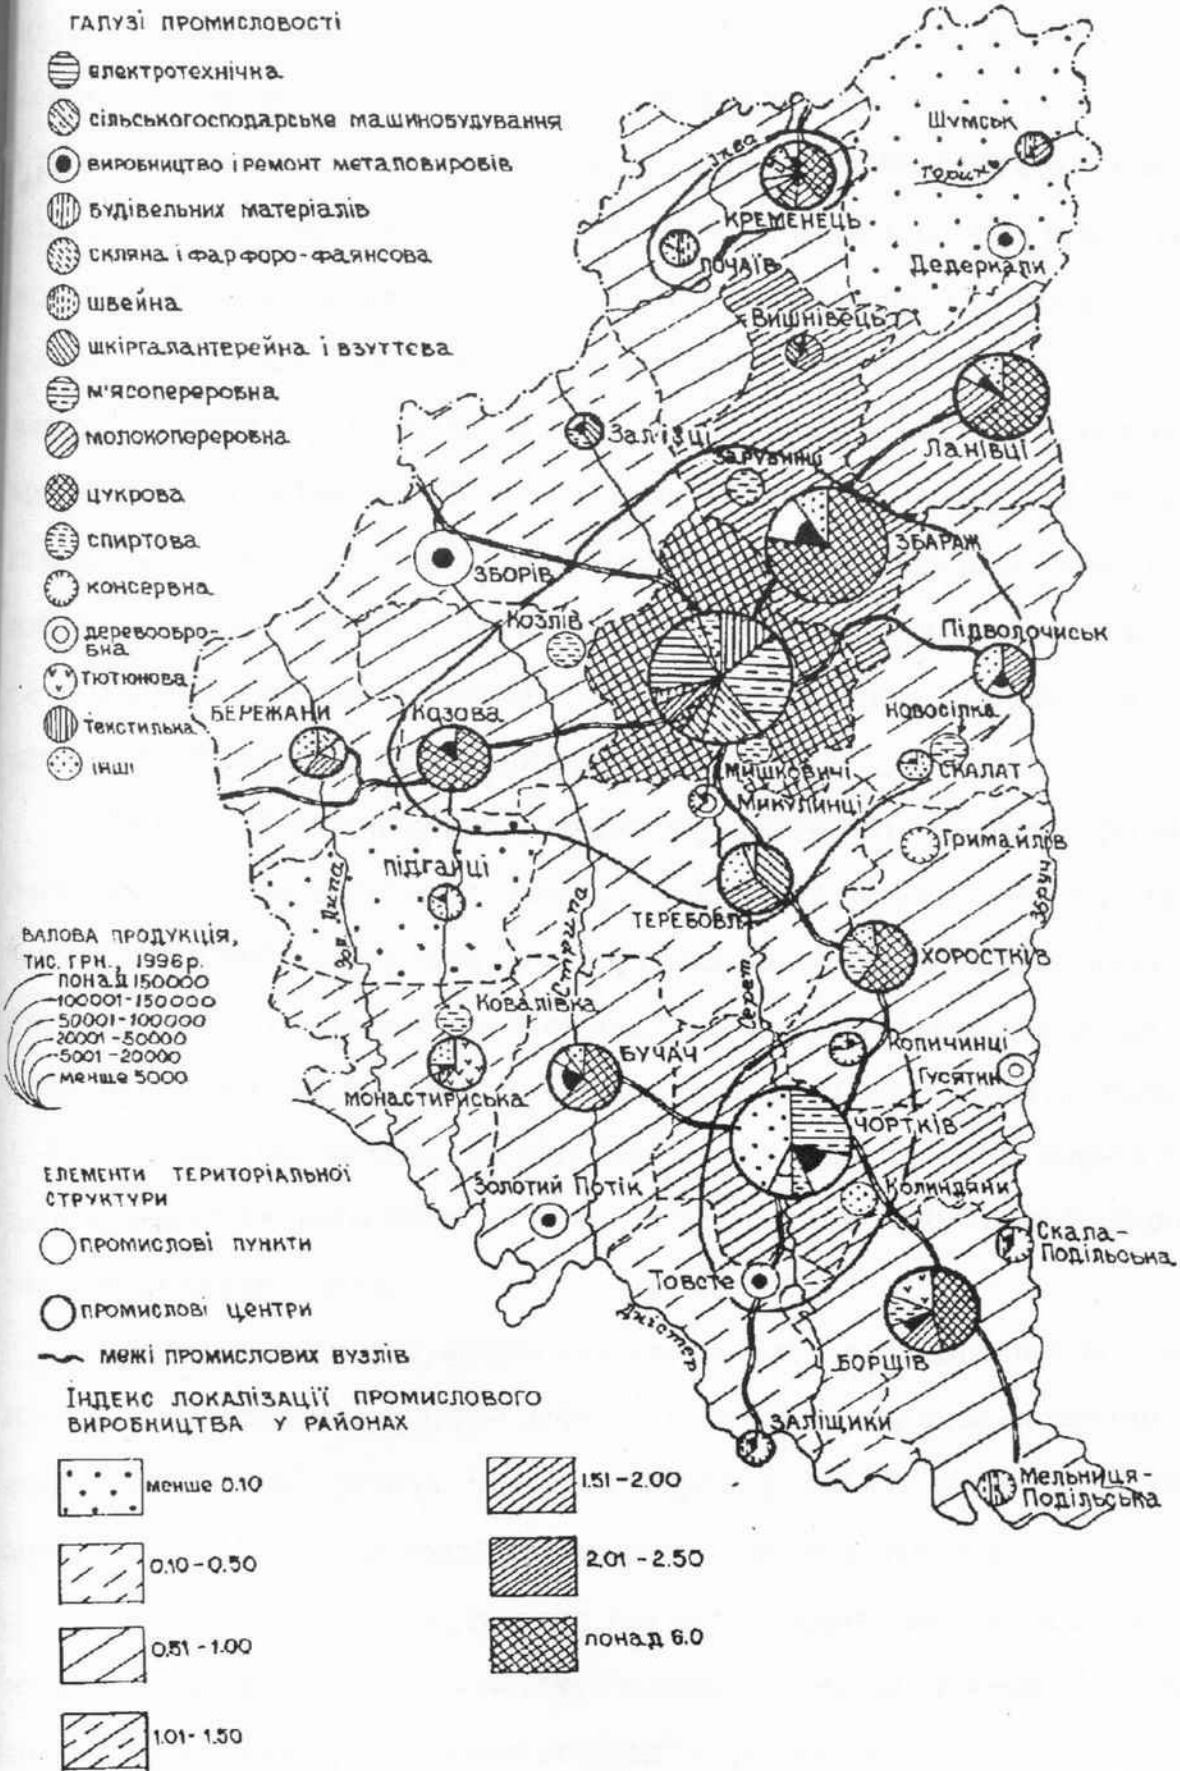 ГАЛУЗІ ПРОМИСЛОВОСТІ
електротехнічна
сільськогосподарське машинобудування
виробництво і ремонт металовиробів
будівельних матеріалів
скляна і фарфоро-фаянсова
швейна
шкіргалантерейна і взуттєва
м'ясопереробна
молокопереробна
цукрова
спиртова
консервна
деревообро-
бна
тютюнова
текстильна
інші
Шумськ
Горинь
Іква
КРЕМЕНЕЦЬ
ПОЧАЇВ
Дедеркали
Вишнівець
Залізці
Ланівці
Зарубинці
ЗБАРАЖ
ЗБОРІВ
Козлів
Підволочиськ
БЕРЕЖАНИ
Козова
Новосілка
СКАЛАТ
Мишковичі
Микулинці
Гримайлів
Збруч
ПІДГАЙЦІ
Зол. Липа
Стрипа
ТЕРЕБОВЛЯ
Серет
ХОРОСТКІВ
ВАЛОВА ПРОДУКЦІЯ,
ТИС. ГРН., 1996р.
понад 150000
100001-150000
50001-100000
20001-50000
5001-20000
менше 5000
Ковалівка
МОНАСТИРИСЬКА
БУЧАЧ
Копичинці
Гусятин
ЧОРТКІВ
Золотий Потік
Колиндяни
Скала-
Подільська
Товсте
Дністер
БОРЩІВ
ЗАЛІЩИКИ
Мельниця-
Подільська
ЕЛЕМЕНТИ ТЕРИТОРІАЛЬНОЇ
СТРУКТУРИ
ПРОМИСЛОВІ ПУНКТИ
ПРОМИСЛОВІ ЦЕНТРИ
МЕЖІ ПРОМИСЛОВИХ ВУЗЛІВ
ІНДЕКС ЛОКАЛІЗАЦІЇ ПРОМИСЛОВОГО
ВИРОБНИЦТВА У РАЙОНАХ
менше 0.10
0.10-0.50
0.51-1.00
1.01-1.50
1.51-2.00
2.01-2.50
понад 6.0